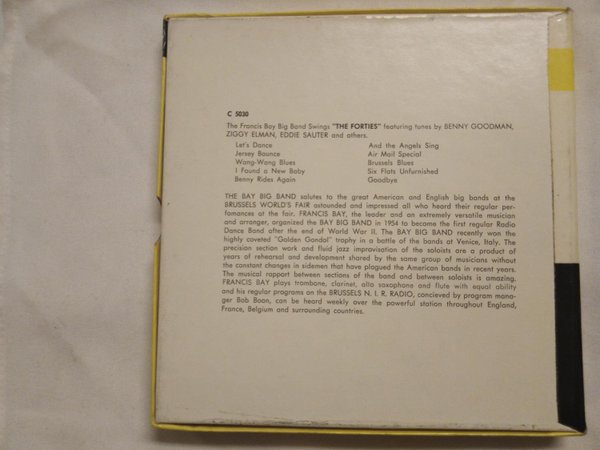 C 5030
The Francis Bay Big Band Swings "THE FORTIES" featuring tunes by BENNY GOODMAN,
ZIGGY ELMAN, EDDIE SAUTER and others.
Let's Dance
Jersey Bounce
Wang-Wang Blues
I Found a New Baby
Benny Rides Again
And the Angels Sing
Air Mail Special
Brussels Blues
Six Flats Unfurnished
Goodbye
THE BAY BIG BAND salutes to the great American and English big bands at the
BRUSSELS WORLD'S FAIR astounded and impressed all who heard their regular per-
fomances at the fair. FRANCIS BAY, the leader and an extremely versatile musician
and arranger, organized the BAY BIG BAND in 1954 to become the first regular Radio
Dance Band after the end of World War II. The BAY BIG BAND recently won the
highly coveted "Golden Gondal" trophy in a battle of the bands at Venice, Italy. The
precision section work and fluid jazz improvisation of the soloists are a product of
years of rehearsal and development shared by the same group of musicians without
the constant changes in sidemen that have plagued the American bands in recent years.
The musical rapport between sections of the band and between soloists is amazing.
FRANCIS BAY plays trombone, clarinet, alto saxophone and flute with equal ability
and his regular programs on the BRUSSELS N. I. R. RADIO, concieved by program mana-
ger Bob Boon, can be heard weekly over the powerful station throughout England,
France, Belgium and surrounding countries.